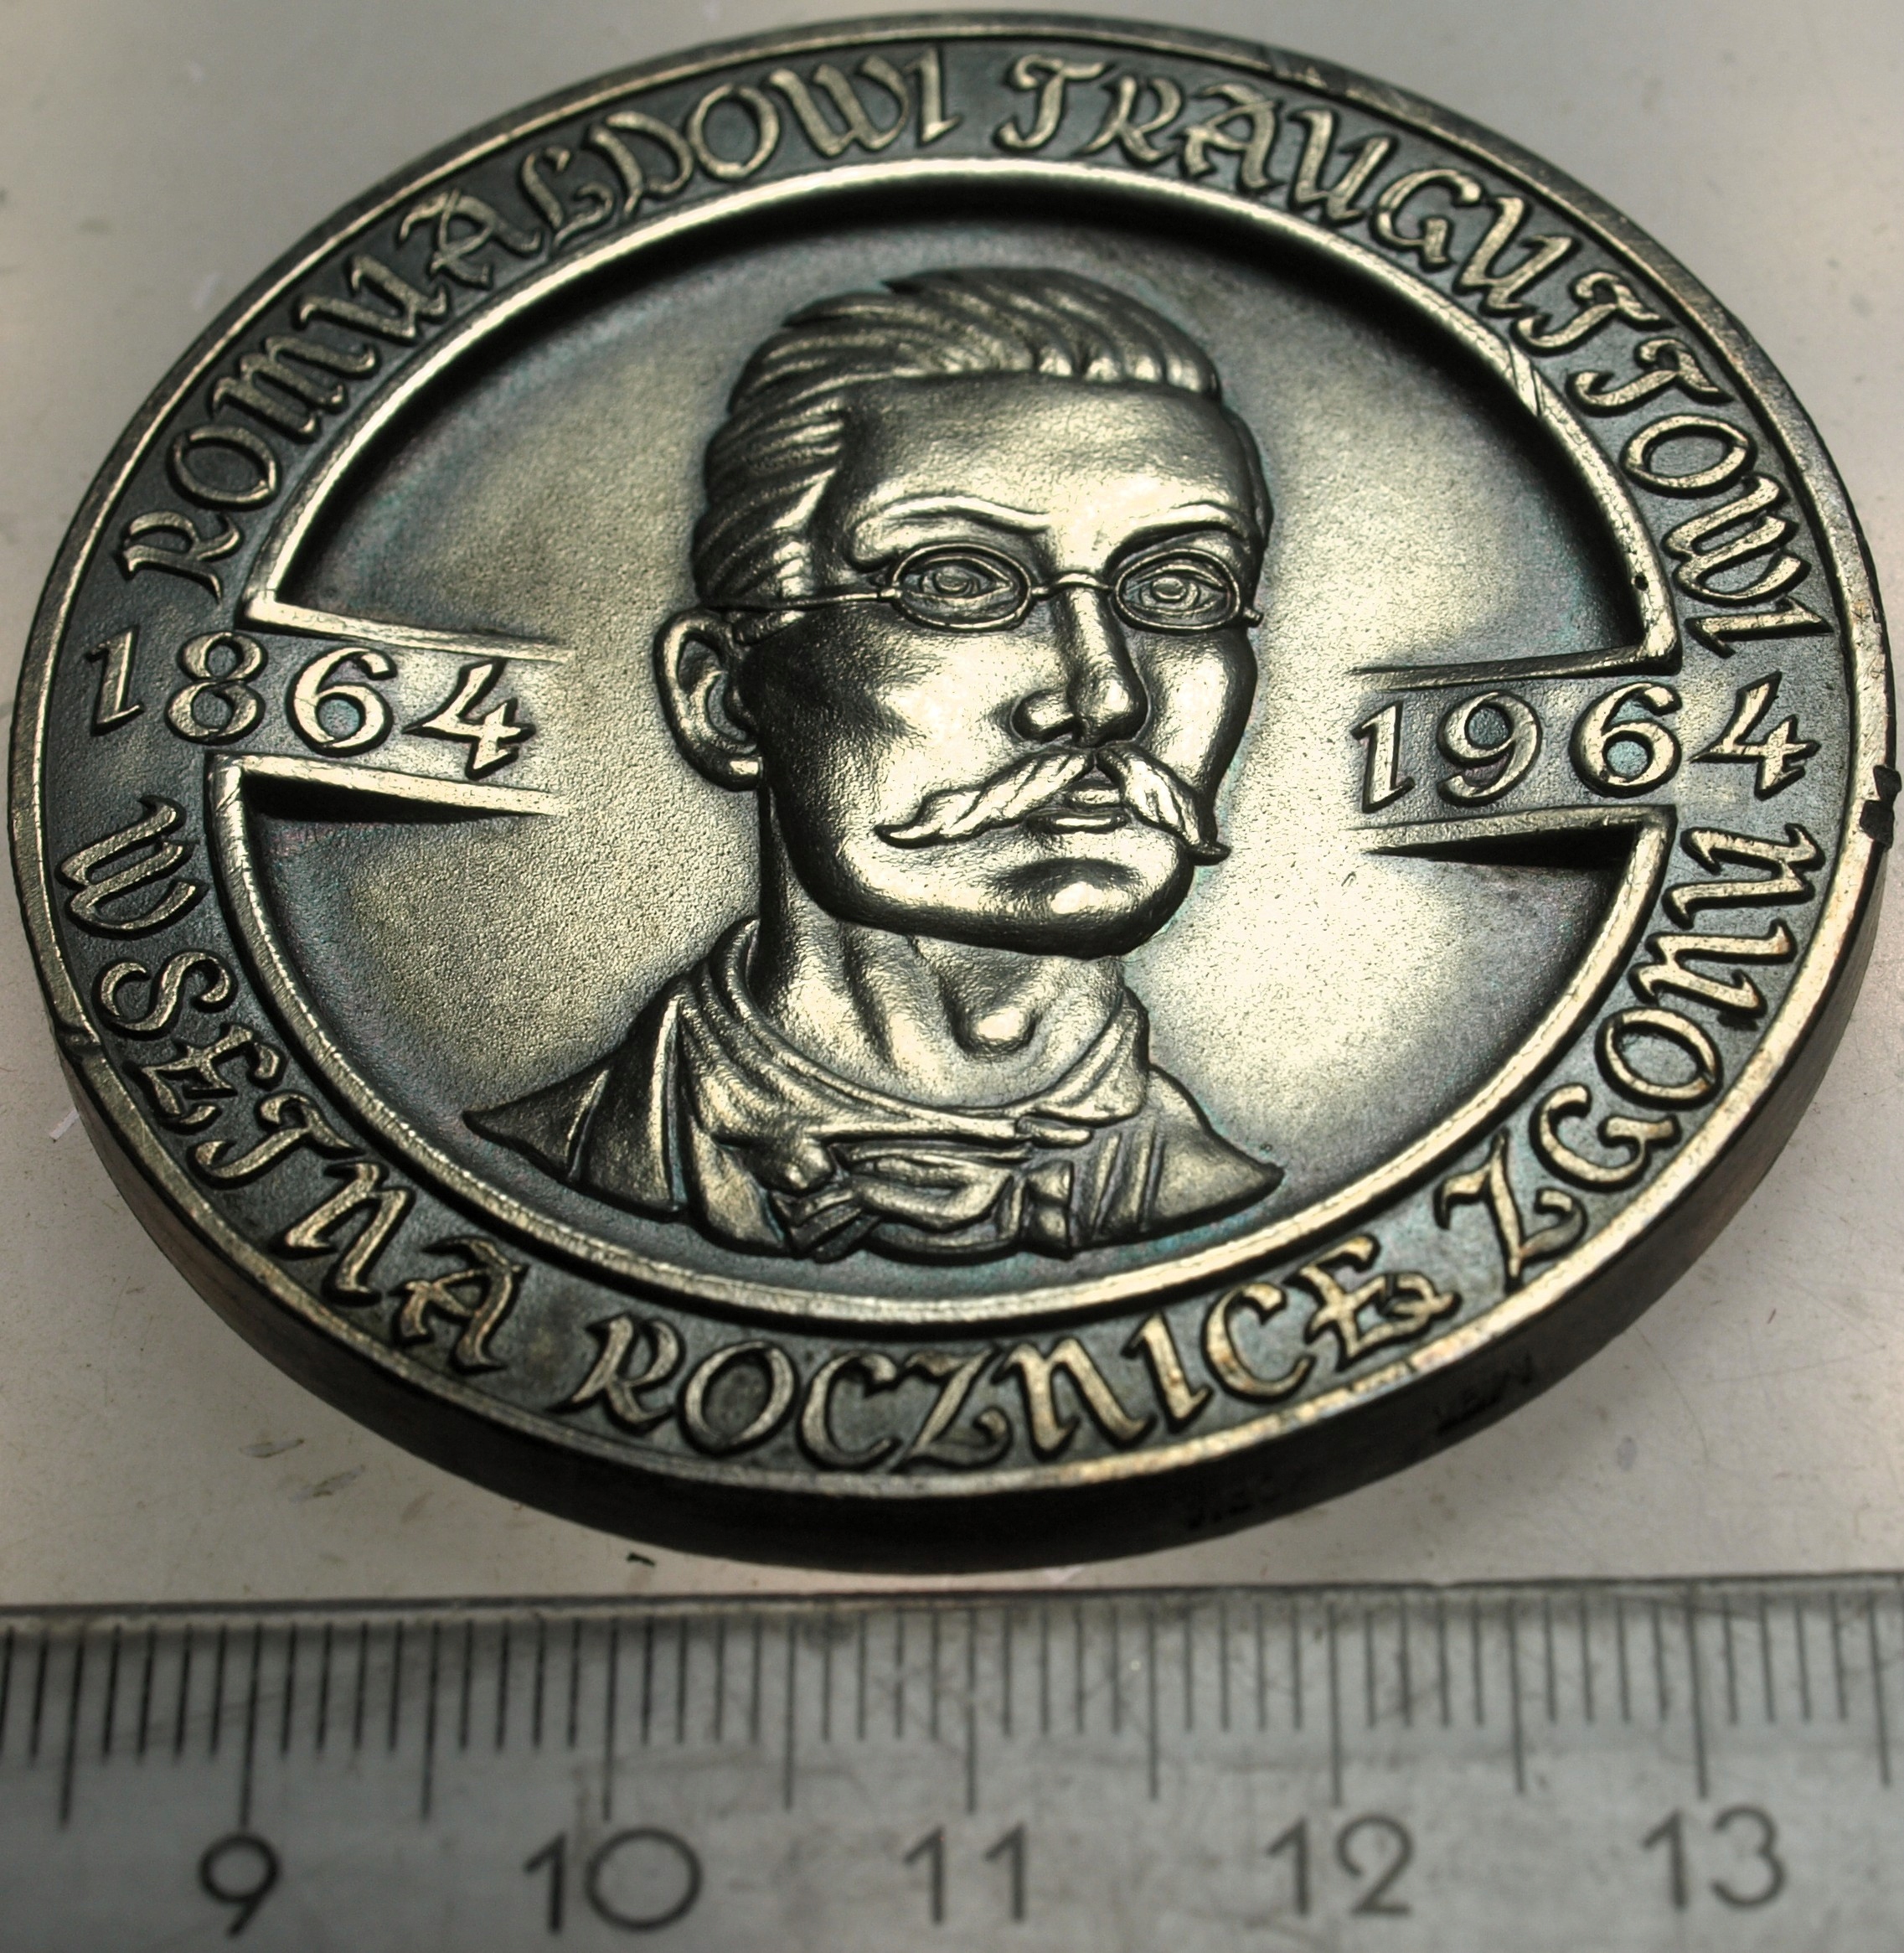 ROMUALDOWI TRAUGUTTOWI
1864 1964
W SETNĄ ROCZNICĘ ZGONU
9 10 11 12 13